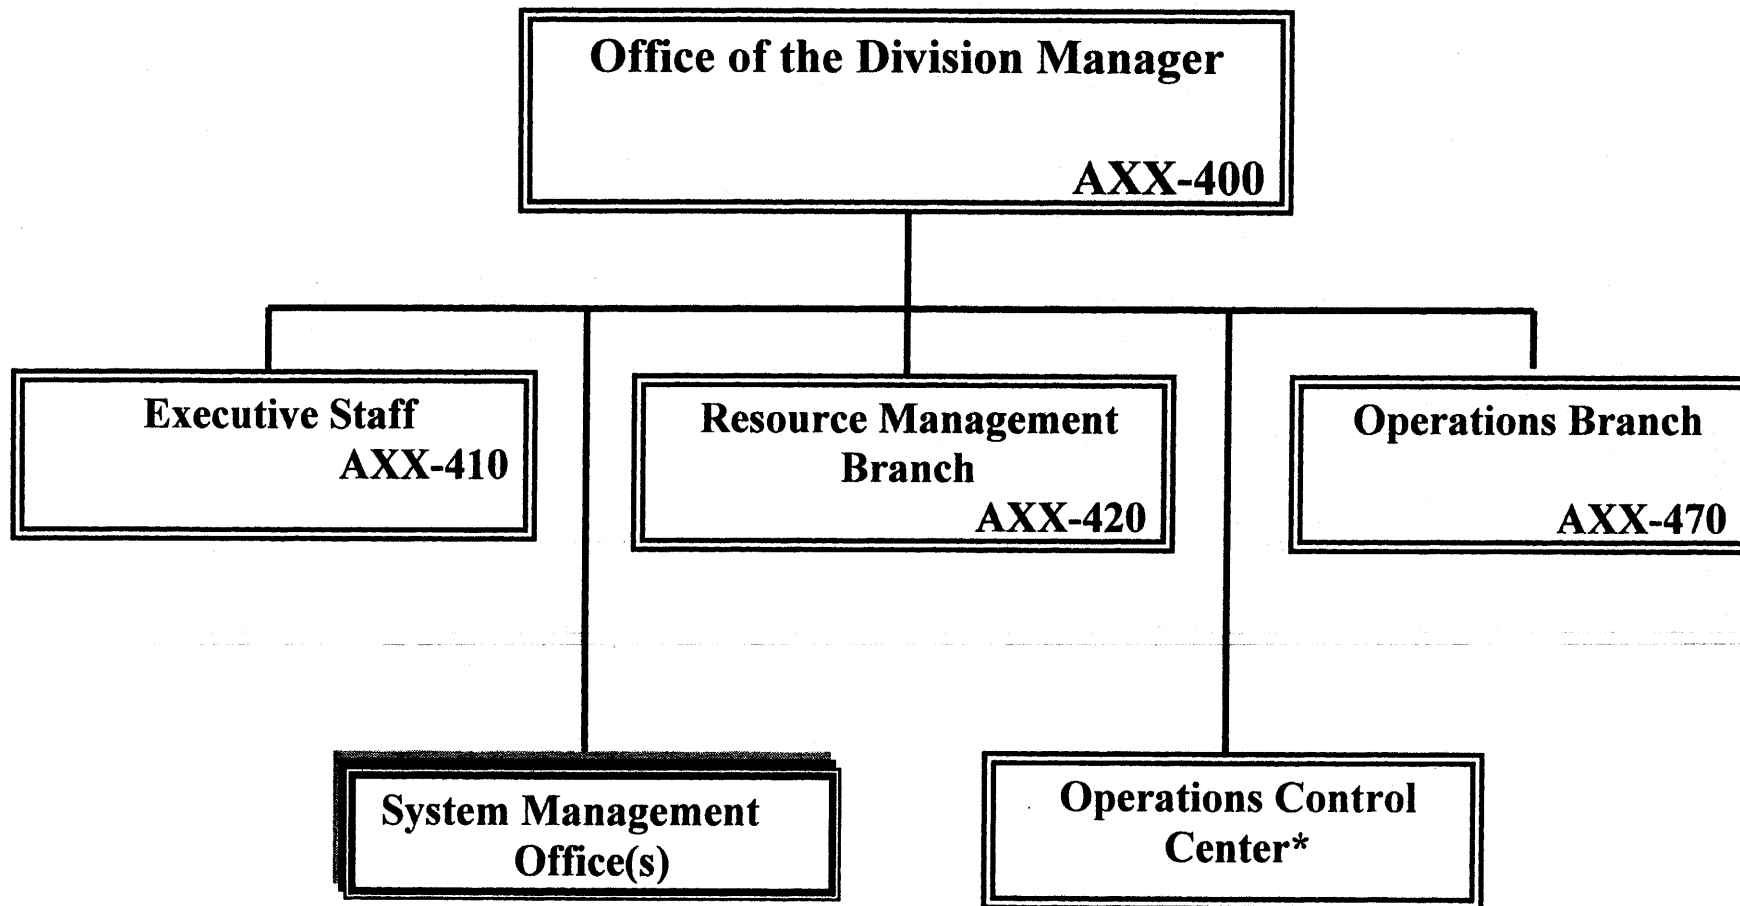 Office of the Division Manager
AXX-400
Executive Staff
AXX-410
Resource Management
Branch
AXX-420
Operations Branch
AXX-470
System Management
Office(s)
Operations Control
Center*